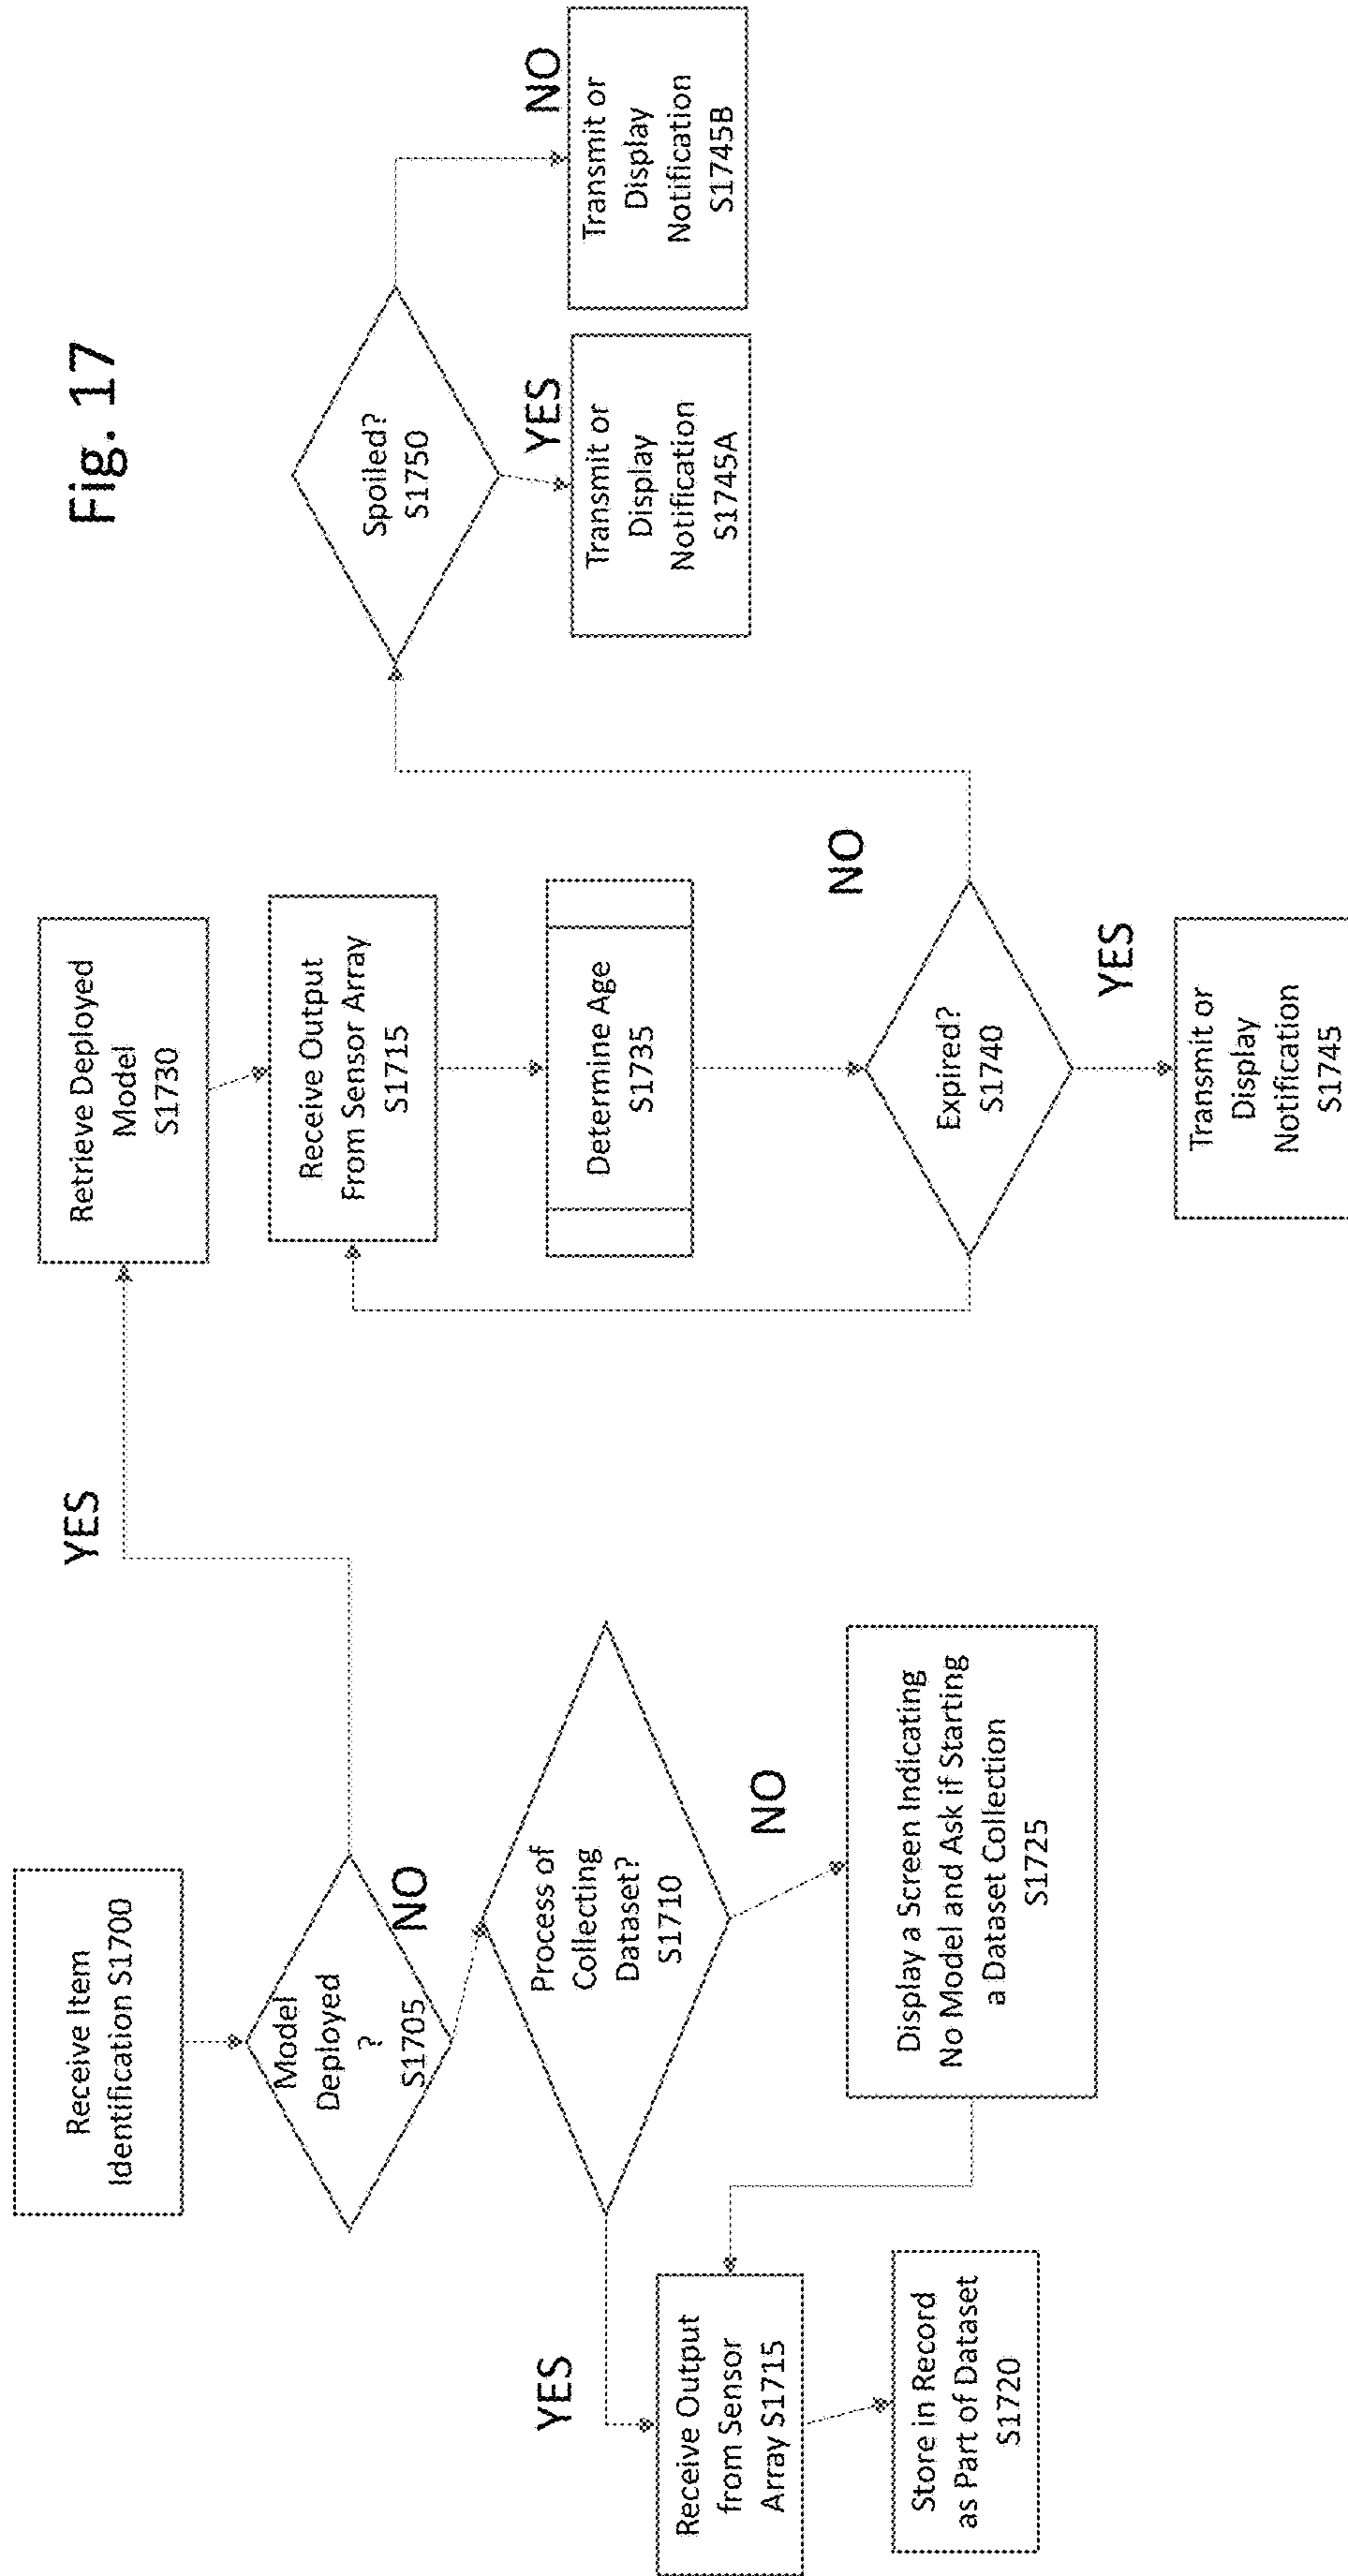 Fig. 17
Receive Item
Identification S1700
Model
Deployed
?
S1705
YES
NO
Process of
Collecting
Dataset?
S1710
YES
NO
Receive Output
from Sensor
Array S1715
Store in Record
as Part of Dataset
S1720
Display a Screen Indicating
No Model and Ask if Starting
a Dataset Collection
S1725
Retrieve Deployed
Model
S1730
Receive Output
From Sensor Array
S1715
Determine Age
S1735
Expired?
S1740
NO
YES
Transmit or
Display
Notification
S1745
Spoiled?
S1750
YES
NO
Transmit or
Display
Notification
S1745A
Transmit or
Display
Notification
S1745B